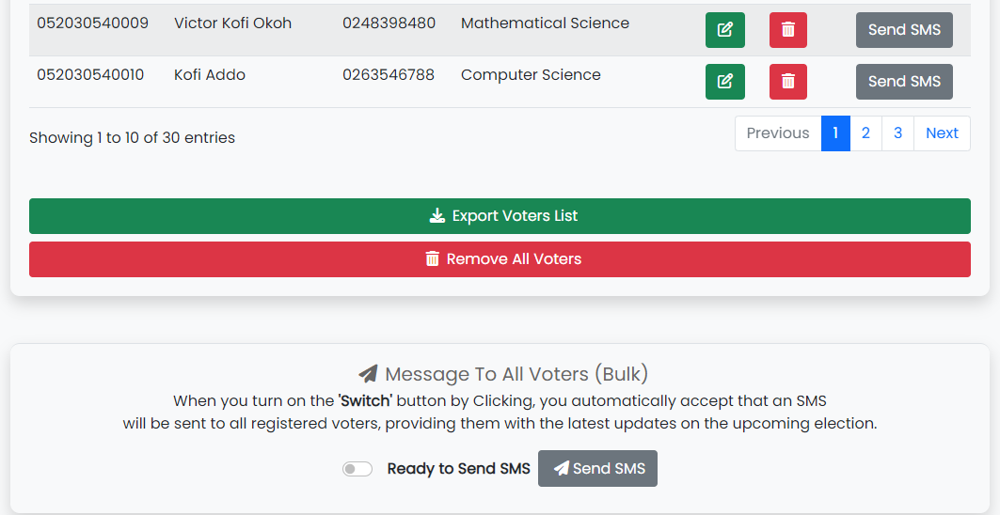 052030540009 Victor Kofi Okoh 0248398480 Mathematical Science Send SMS
052030540010 Kofi Addo 0263546788 Computer Science Send SMS
Showing 1 to 10 of 30 entries Previous 1 2 3 Next
Export Voters List
Remove All Voters
Message To All Voters (Bulk)
When you turn on the 'Switch' button by Clicking, you automatically accept that an SMS
will be sent to all registered voters, providing them with the latest updates on the upcoming election.
Ready to Send SMS Send SMS